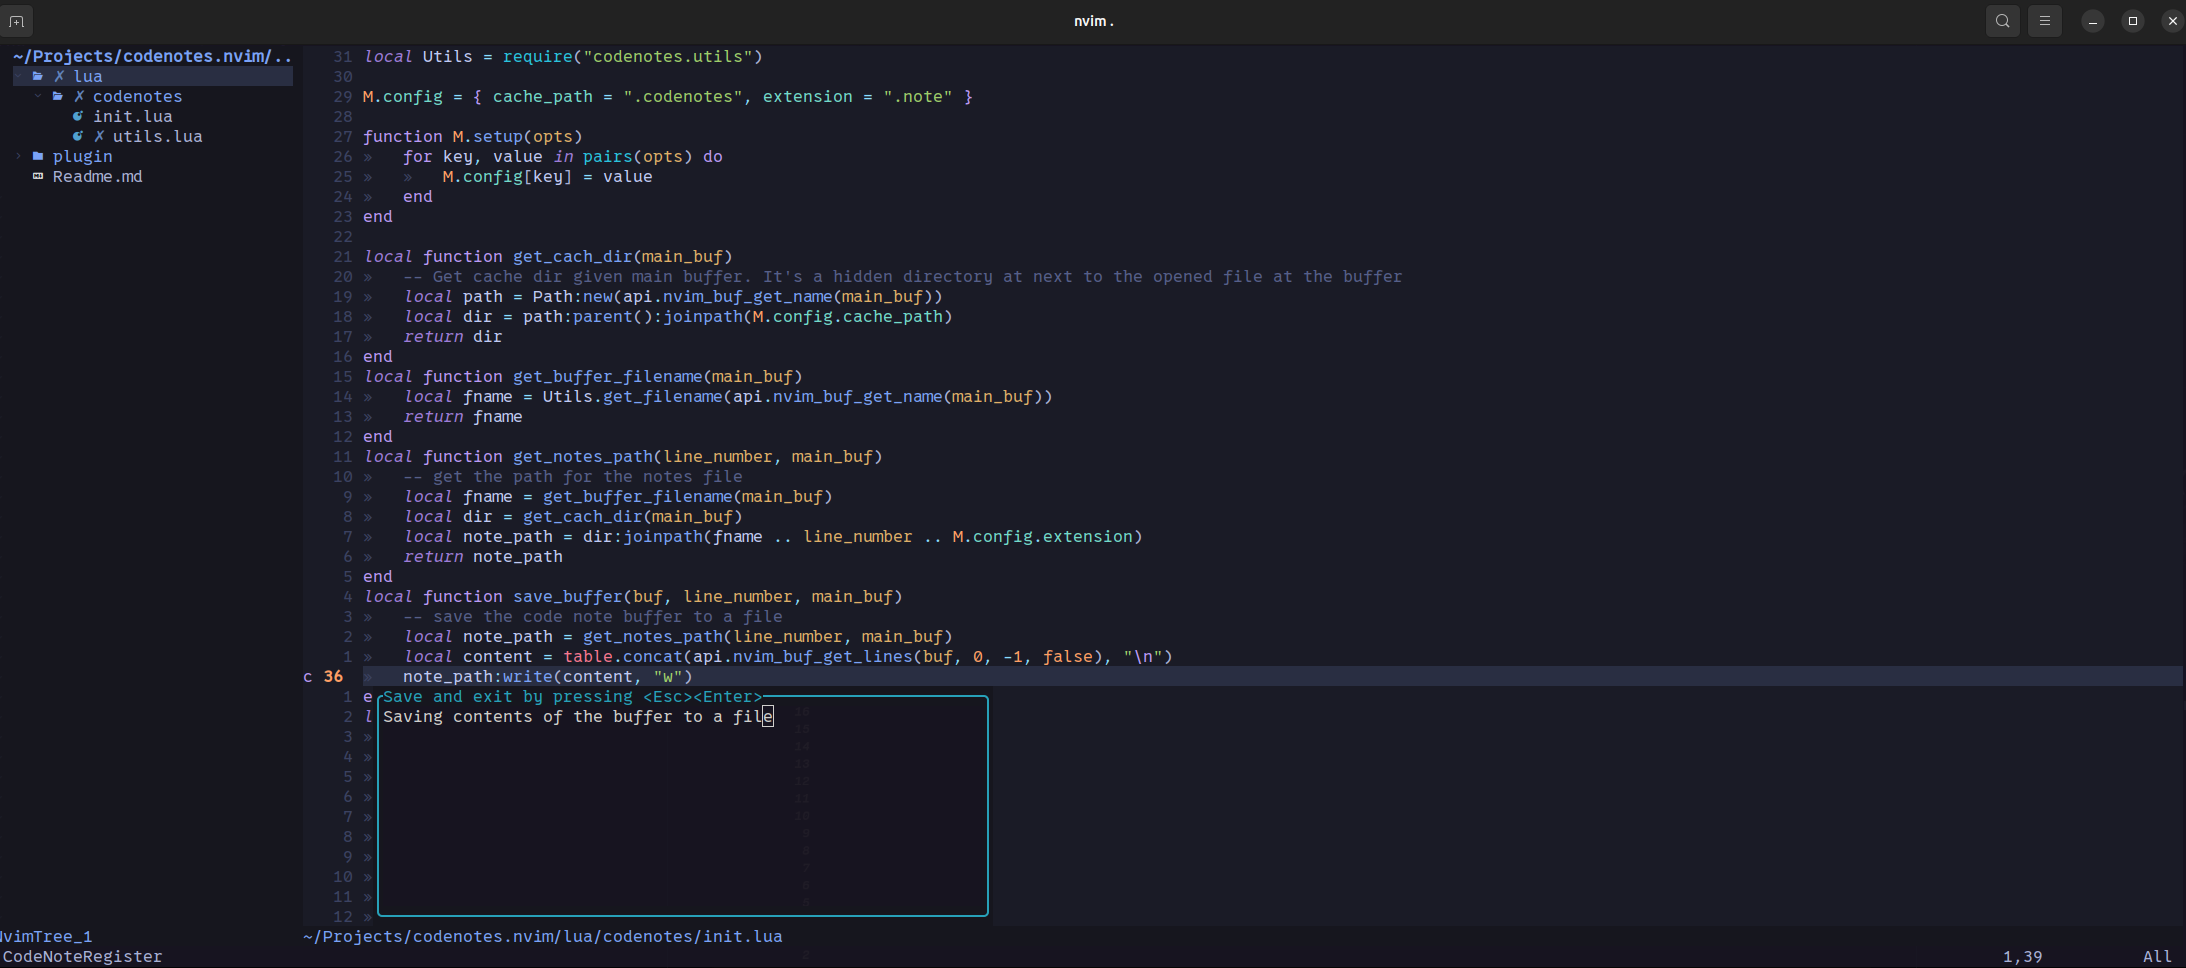 nvim .
~/Projects/codenotes.nvim/..
✗ lua
✗ codenotes
init.lua
✗ utils.lua
plugin
Readme.md
31 local Utils = require("codenotes.utils")
30
29 M.config = { cache_path = ".codenotes", extension = ".note" }
28
27 function M.setup(opts)
26 » for key, value in pairs(opts) do
25 » » M.config[key] = value
24 » end
23 end
22
21 local function get_cach_dir(main_buf)
20 » -- Get cache dir given main buffer. It's a hidden directory at next to the opened file at the buffer
19 » local path = Path:new(api.nvim_buf_get_name(main_buf))
18 » local dir = path:parent():joinpath(M.config.cache_path)
17 » return dir
16 end
15 local function get_buffer_filename(main_buf)
14 » local fname = Utils.get_filename(api.nvim_buf_get_name(main_buf))
13 » return fname
12 end
11 local function get_notes_path(line_number, main_buf)
10 » -- get the path for the notes file
9 » local fname = get_buffer_filename(main_buf)
8 » local dir = get_cach_dir(main_buf)
7 » local note_path = dir:joinpath(fname .. line_number .. M.config.extension)
6 » return note_path
5 end
4 local function save_buffer(buf, line_number, main_buf)
3 » -- save the code note buffer to a file
2 » local note_path = get_notes_path(line_number, main_buf)
1 » local content = table.concat(api.nvim_buf_get_lines(buf, 0, -1, false), "\n")
c 36 » note_path:write(content, "w")
1 e Save and exit by pressing <Esc><Enter>
2 l Saving contents of the buffer to a file
3 »
4 »
5 »
6 »
7 »
8 »
9 »
10 »
11 »
12 »
NvimTree_1 ~/Projects/codenotes.nvim/lua/codenotes/init.lua
CodeNoteRegister 1,39 All